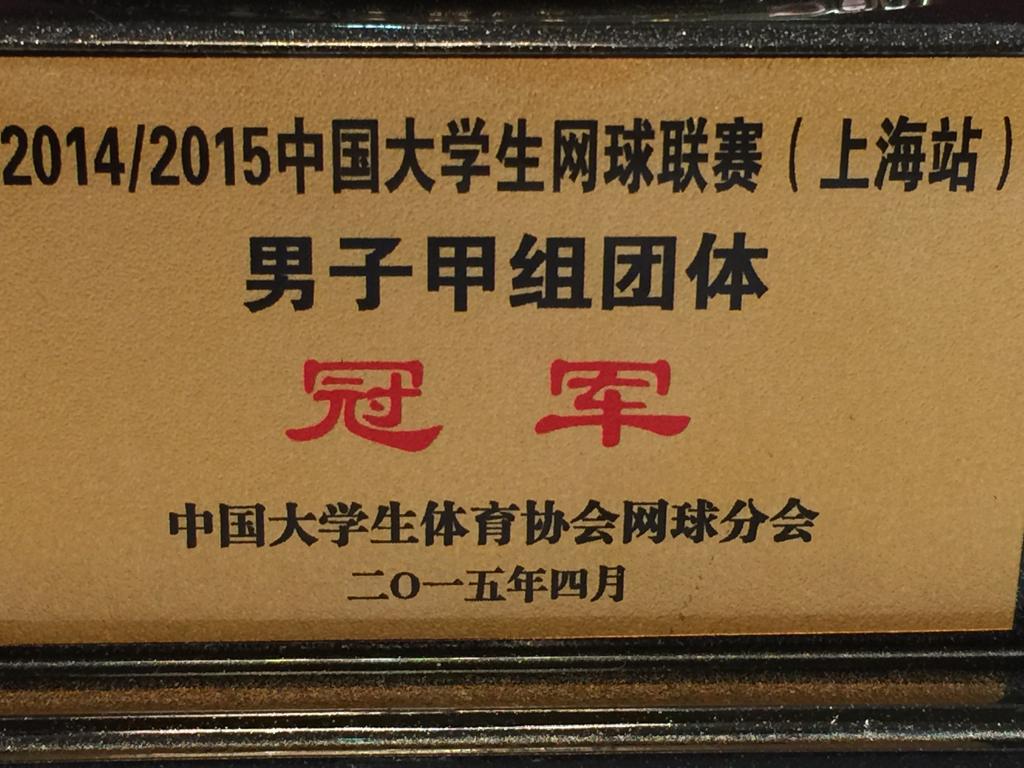 2014/2015中国大学生网球联赛（上海站）
男子甲组团体
冠 军
中国大学生体育协会网球分会
二〇一五年四月